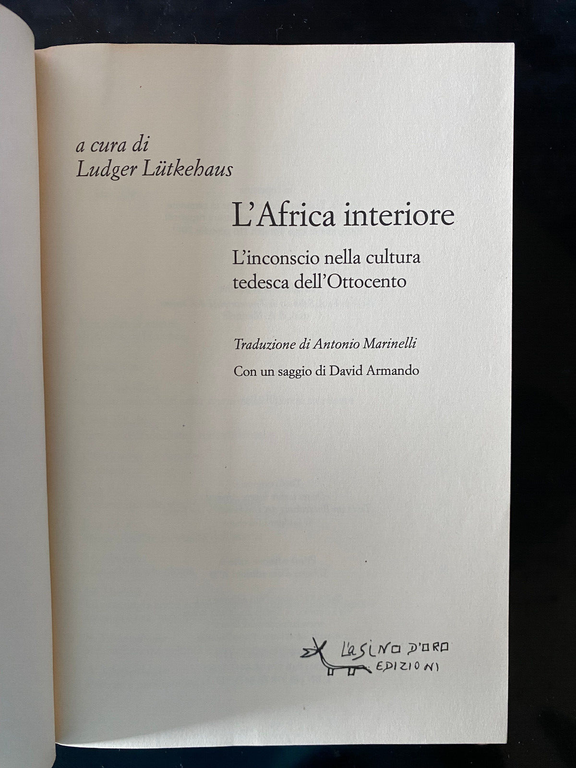 a cura di
Ludger Lütkehaus
L'Africa interiore
L'inconscio nella cultura
tedesca dell'Ottocento
Traduzione di Antonio Marinelli
Con un saggio di David Armando
L'aSiNO D'ORO
EDIZIONI